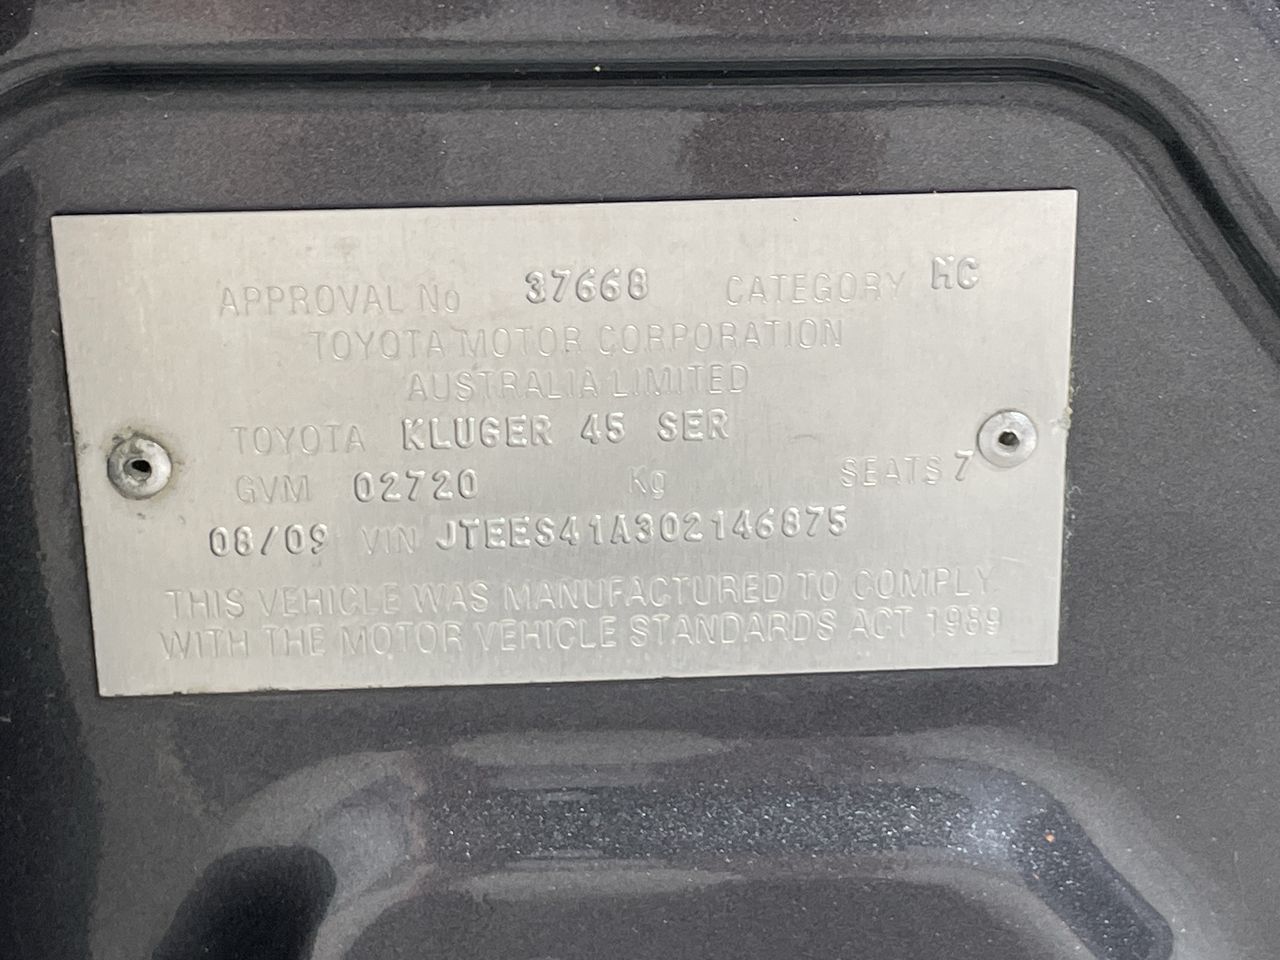 APPROVAL No 37668 CATEGORY MC
TOYOTA MOTOR CORPORATION
AUSTRALIA LIMITED
TOYOTA KLUGER 45 SER
GVM 02720 Kg SEATS 7
08/09 VIN JTEES41A302146875
THIS VEHICLE WAS MANUFACTURED TO COMPLY
WITH THE MOTOR VEHICLE STANDARDS ACT 1989